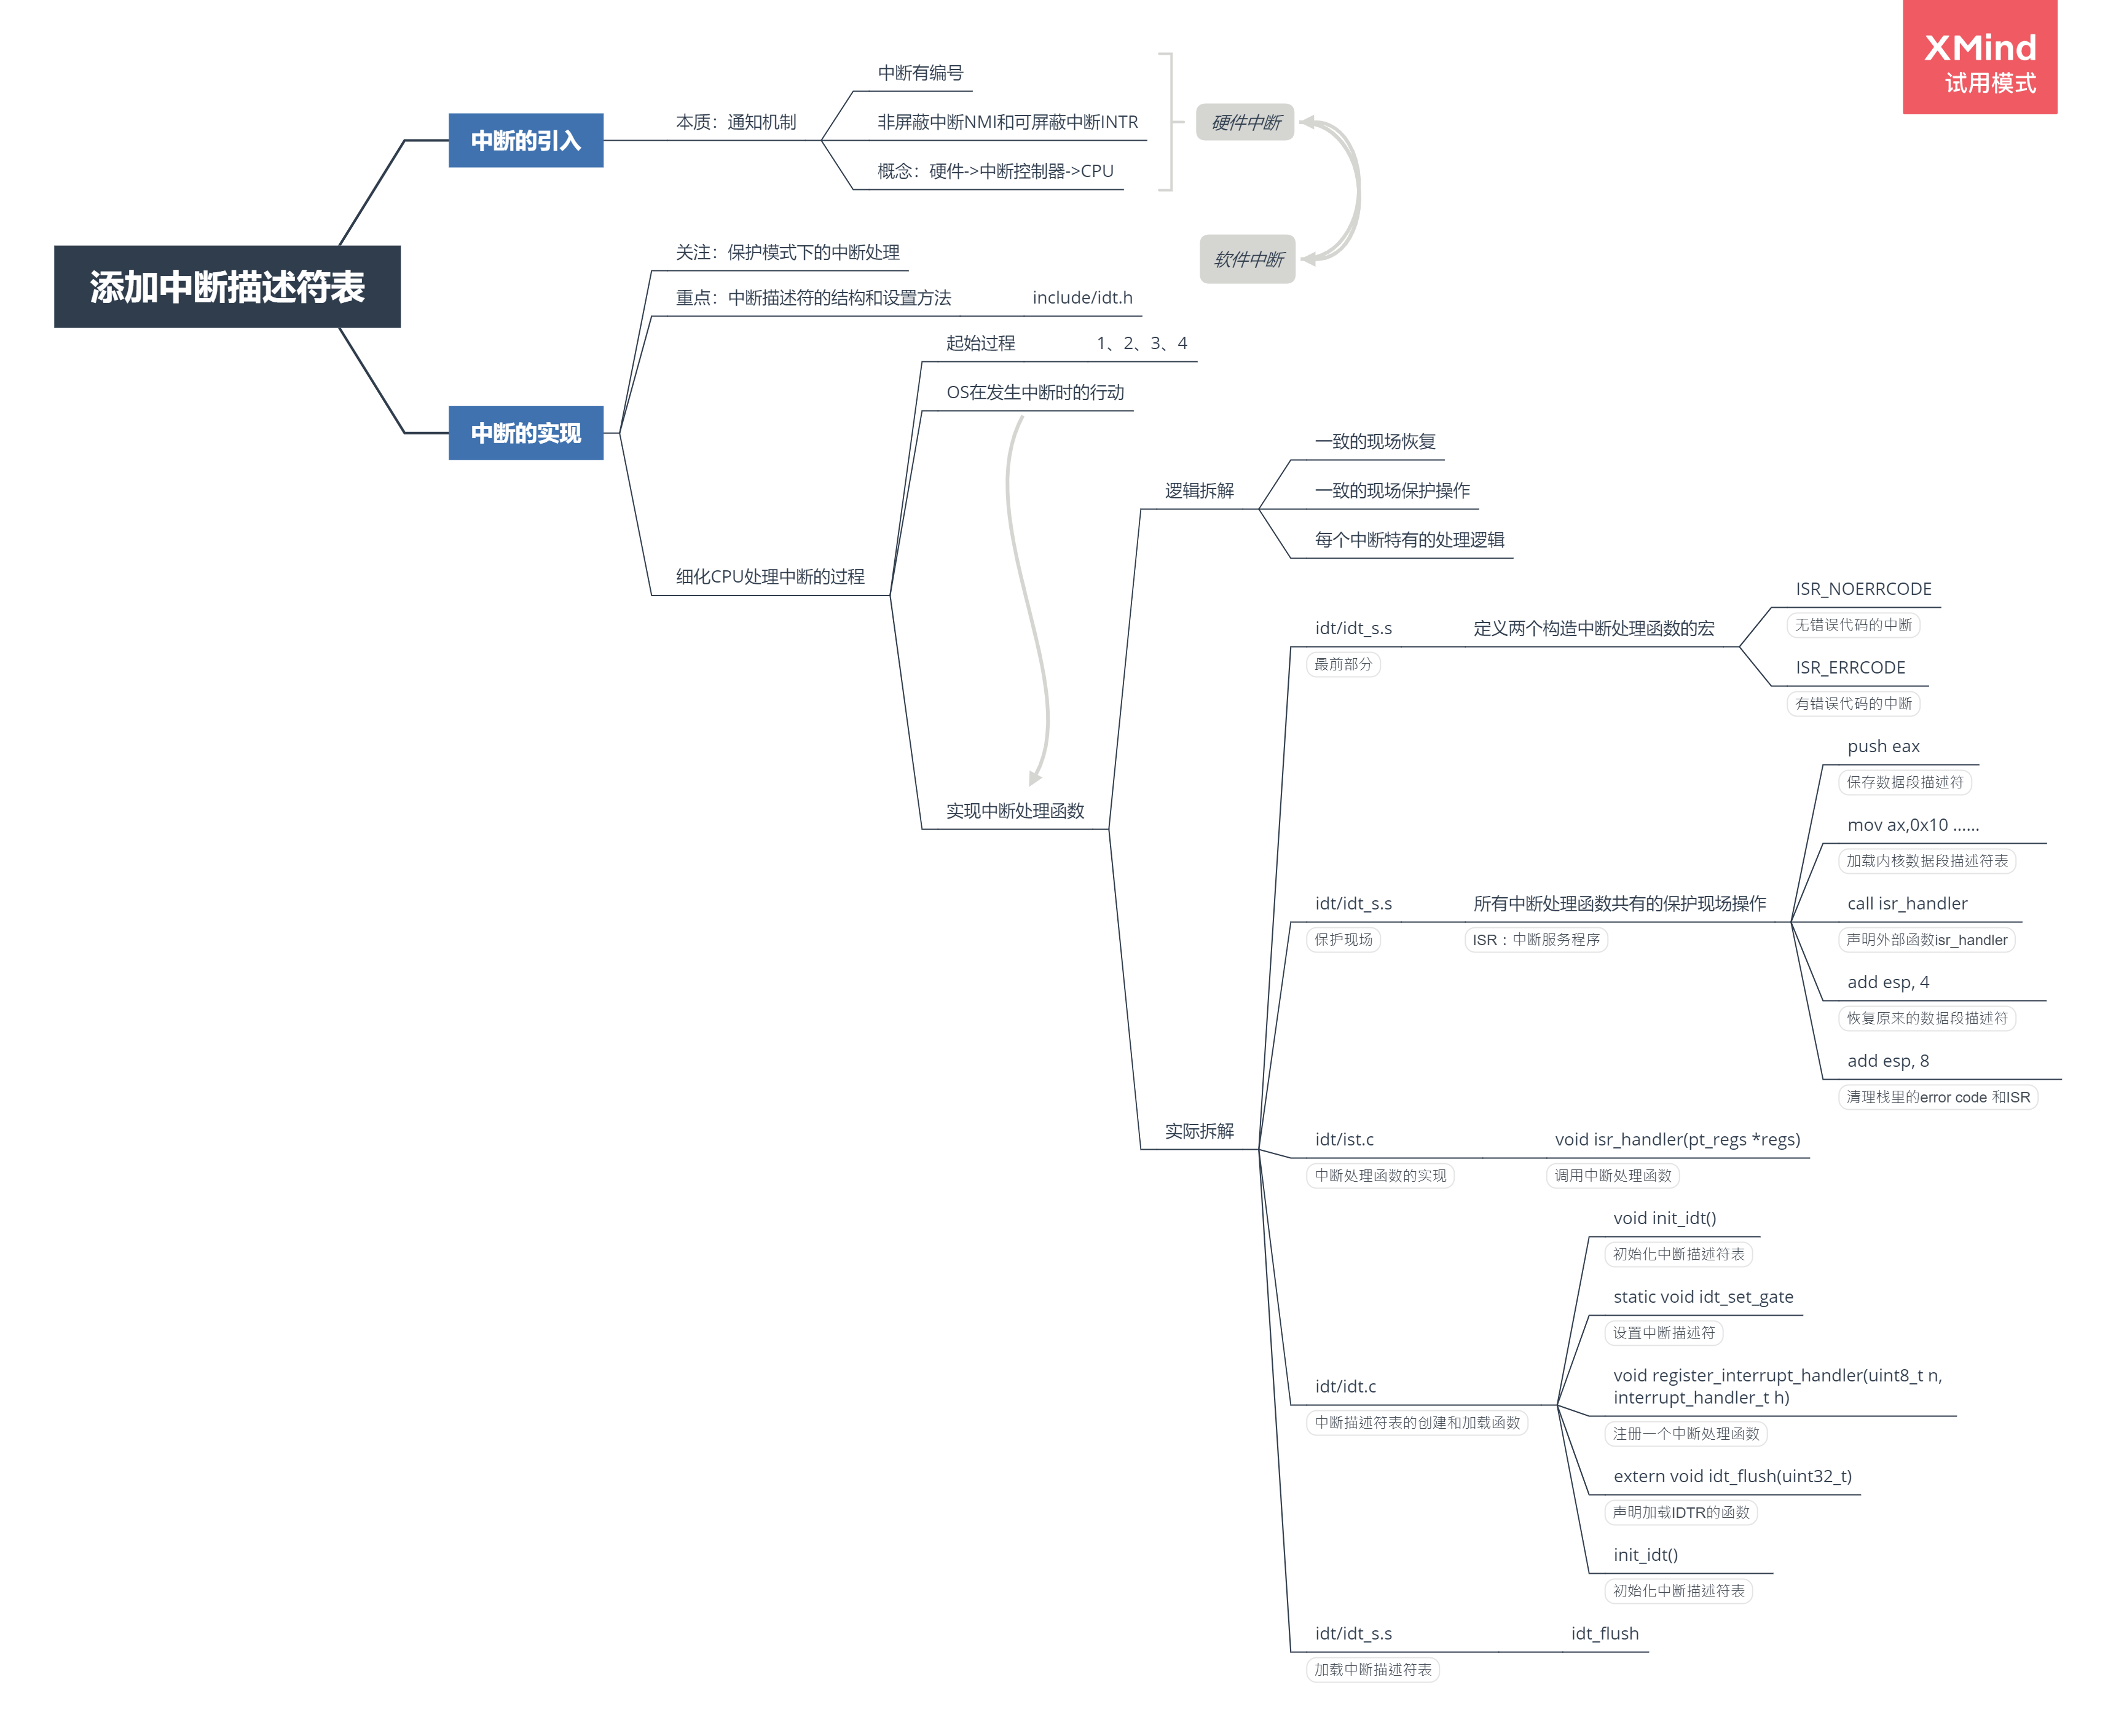 XMind
试用模式
添加中断描述符表
中断的引入
本质：通知机制
中断有编号
非屏蔽中断NMI和可屏蔽中断INTR
概念：硬件->中断控制器->CPU
硬件中断
软件中断
中断的实现
关注：保护模式下的中断处理
重点：中断描述符的结构和设置方法
include/idt.h
细化CPU处理中断的过程
起始过程
1、2、3、4
OS在发生中断时的行动
实现中断处理函数
逻辑拆解
一致的现场恢复
一致的现场保护操作
每个中断特有的处理逻辑
实际拆解
idt/idt_s.s
最前部分
定义两个构造中断处理函数的宏
ISR_NOERRCODE
无错误代码的中断
ISR_ERRCODE
有错误代码的中断
idt/idt_s.s
保护现场
所有中断处理函数共有的保护现场操作
ISR：中断服务程序
push eax
保存数据段描述符
mov ax,0x10 ……
加载内核数据段描述符表
call isr_handler
声明外部函数isr_handler
add esp, 4
恢复原来的数据段描述符
add esp, 8
清理栈里的error code 和ISR
idt/ist.c
中断处理函数的实现
void isr_handler(pt_regs *regs)
调用中断处理函数
idt/idt.c
中断描述符表的创建和加载函数
void init_idt()
初始化中断描述符表
static void idt_set_gate
设置中断描述符
void register_interrupt_handler(uint8_t n,
interrupt_handler_t h)
注册一个中断处理函数
extern void idt_flush(uint32_t)
声明加载IDTR的函数
init_idt()
初始化中断描述符表
idt/idt_s.s
加载中断描述符表
idt_flush